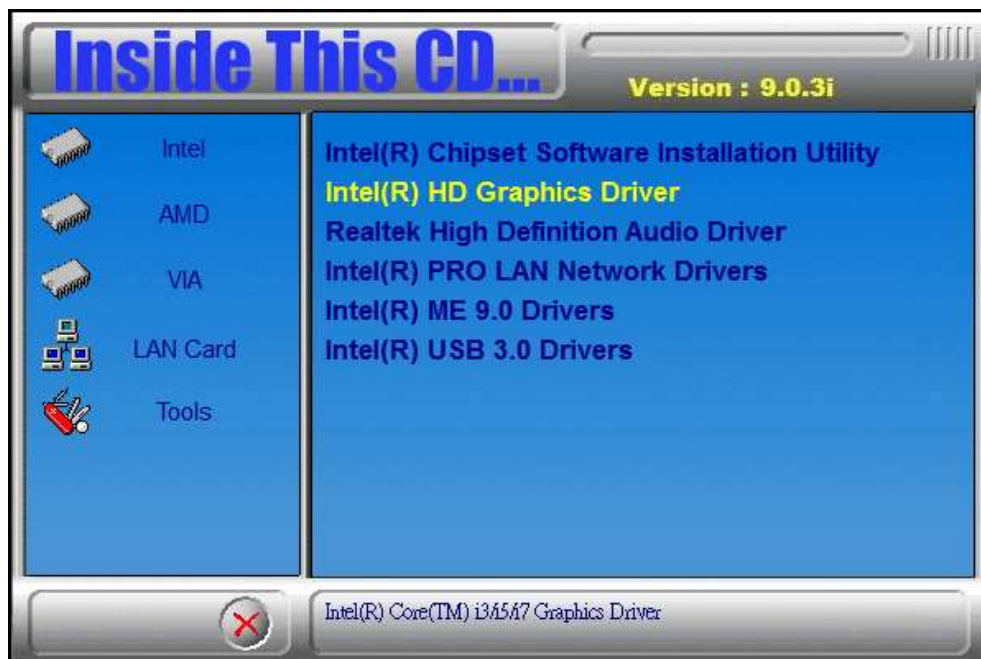 Inside This CD...
Version : 9.0.3i
Intel
AMD
VIA
LAN Card
Tools
Intel(R) Chipset Software Installation Utility
Intel(R) HD Graphics Driver
Realtek High Definition Audio Driver
Intel(R) PRO LAN Network Drivers
Intel(R) ME 9.0 Drivers
Intel(R) USB 3.0 Drivers
Intel(R) Core(TM) i3/i5/i7 Graphics Driver